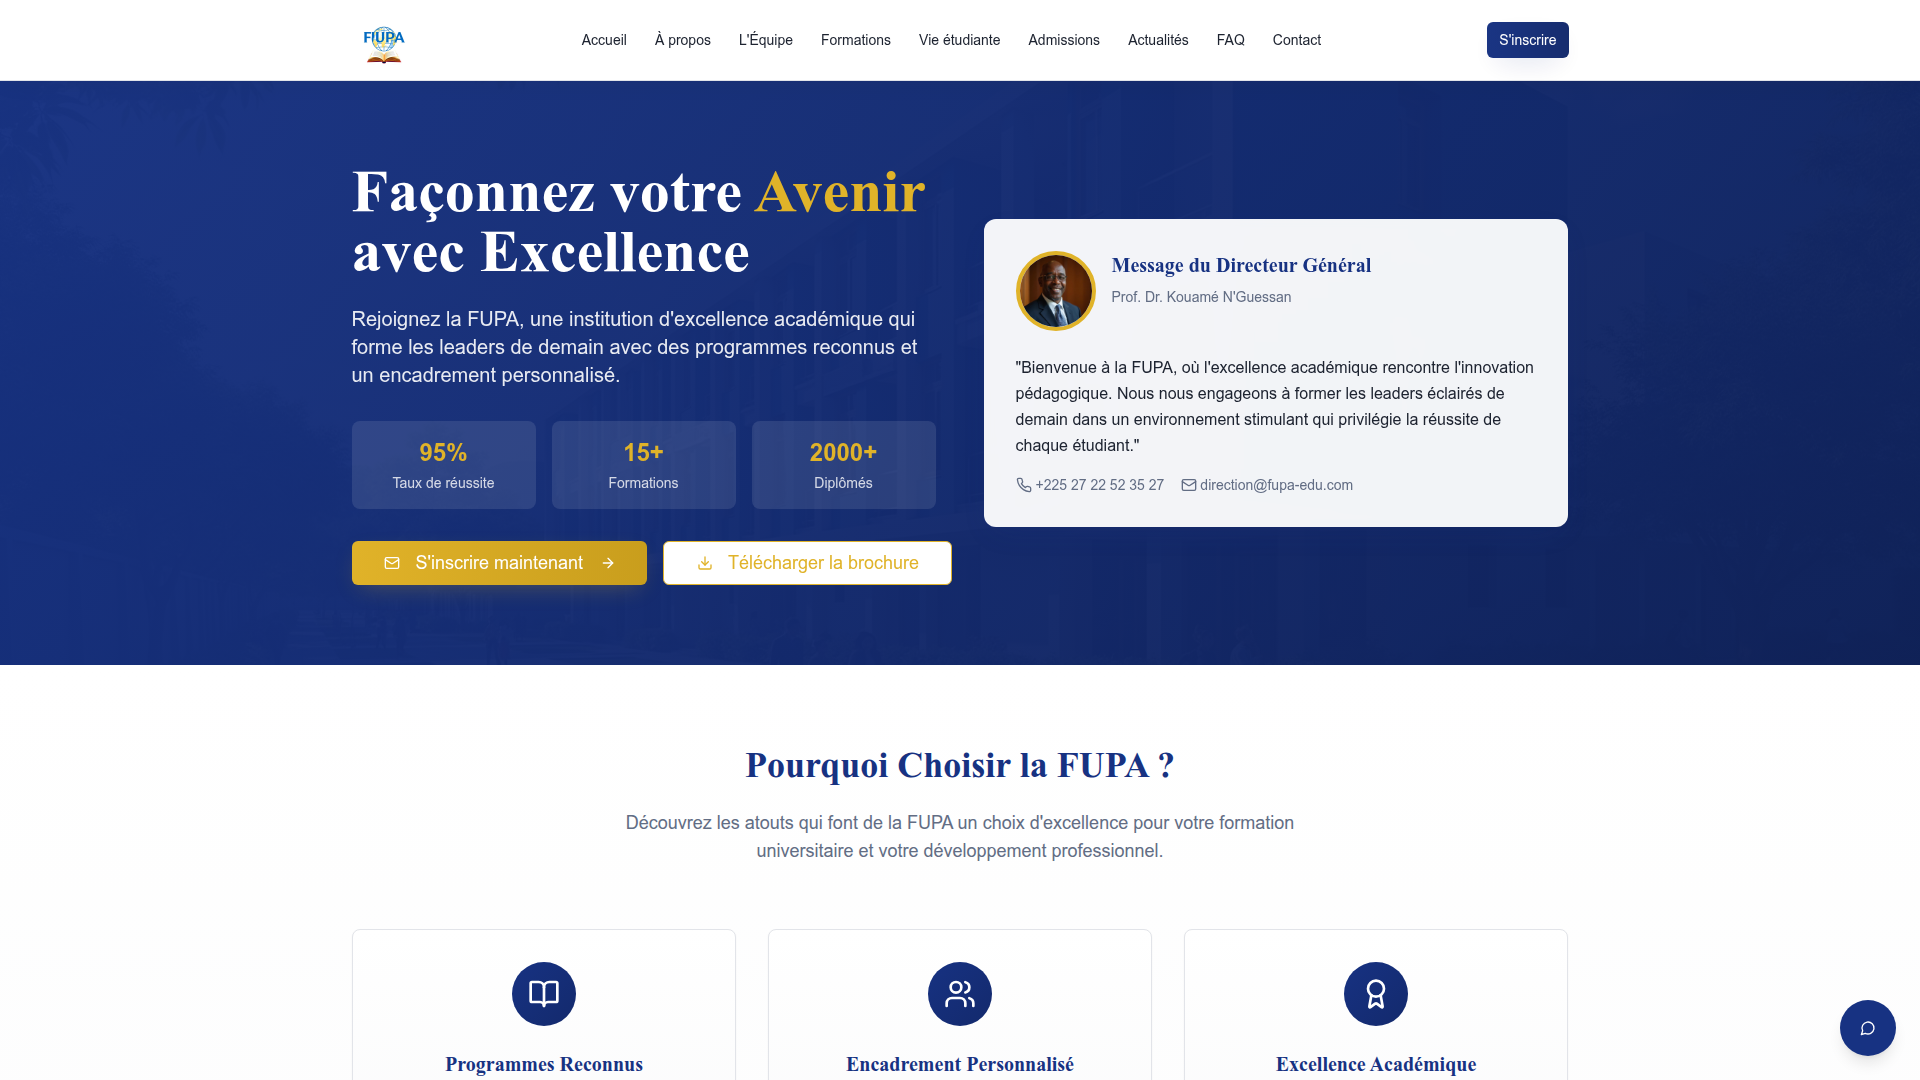 FUPA
Accueil
À propos
L'Équipe
Formations
Vie étudiante
Admissions
Actualités
FAQ
Contact
S'inscrire
Façonnez votre Avenir
avec Excellence
Rejoignez la FUPA, une institution d'excellence académique qui
forme les leaders de demain avec des programmes reconnus et
un encadrement personnalisé.
95%
Taux de réussite
15+
Formations
2000+
Diplômés
S'inscrire maintenant
Télécharger la brochure
Message du Directeur Général
Prof. Dr. Kouamé N'Guessan
"Bienvenue à la FUPA, où l'excellence académique rencontre l'innovation
pédagogique. Nous nous engageons à former les leaders éclairés de
demain dans un environnement stimulant qui privilégie la réussite de
chaque étudiant."
+225 27 22 52 35 27
direction@fupa-edu.com
Pourquoi Choisir la FUPA ?
Découvrez les atouts qui font de la FUPA un choix d'excellence pour votre formation
universitaire et votre développement professionnel.
Programmes Reconnus
Encadrement Personnalisé
Excellence Académique